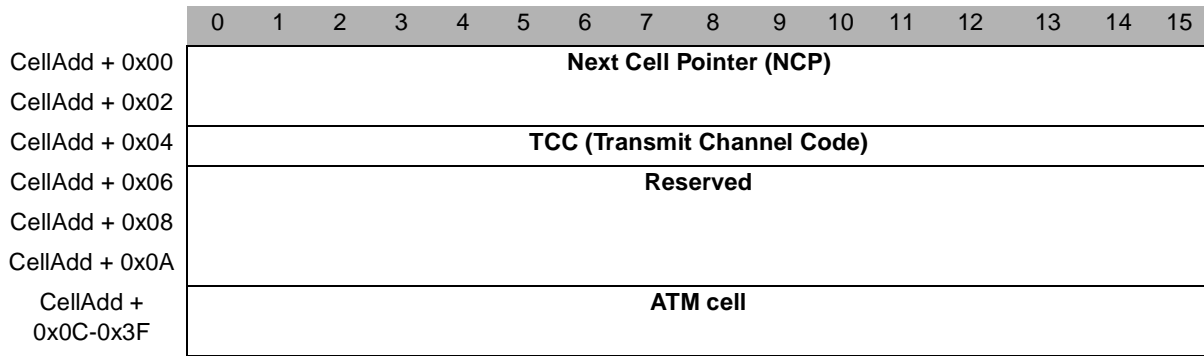 0 1 2 3 4 5 6 7 8 9 10 11 12 13 14 15
CellAdd + 0x00 Next Cell Pointer (NCP)
CellAdd + 0x02
CellAdd + 0x04 TCC (Transmit Channel Code)
CellAdd + 0x06 Reserved
CellAdd + 0x08
CellAdd + 0x0A
CellAdd + ATM cell
0x0C-0x3F